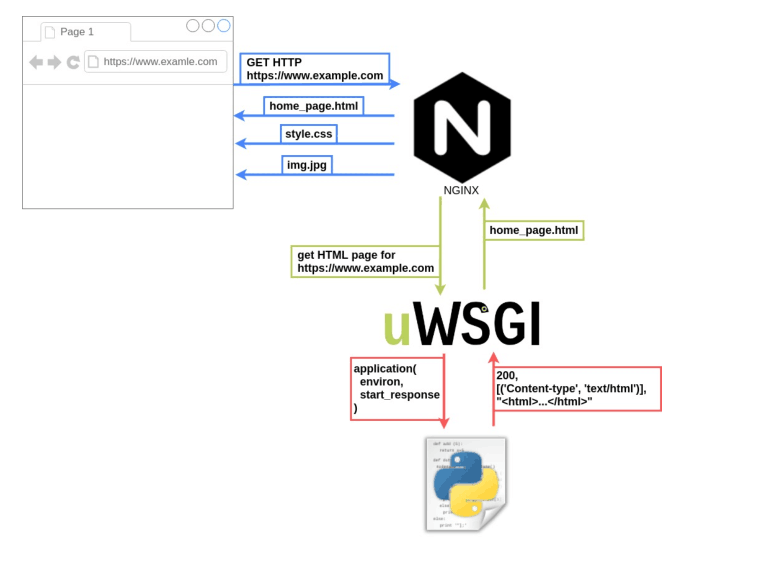 Page 1
https://www.examle.com
GET HTTP
https://www.example.com
home_page.html
style.css
img.jpg
N
NGINX
home_page.html
get HTML page for
https://www.example.com
uWSGI
application(
environ,
start_response
)
200,
[('Content-type', 'text/html')],
"<html>...</html>"
else:
print "";"